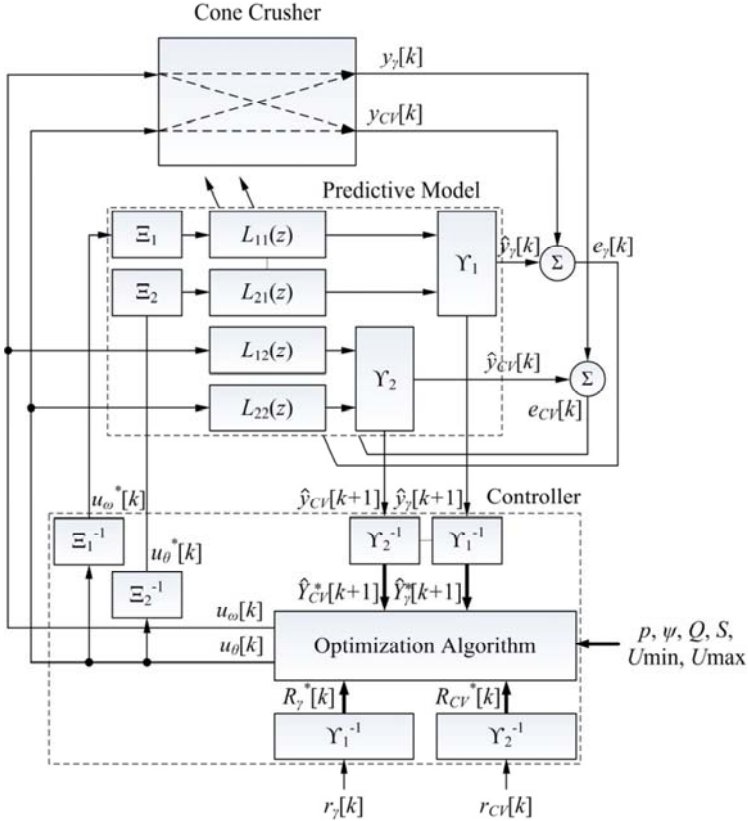 Cone Crusher
yγ[k]
yCV[k]
Predictive Model
Ξ1
L11(z)
ϒ1
ŷγ[k]
Σ
eγ[k]
Ξ2
L21(z)
L12(z)
ϒ2
ŷCV[k]
Σ
L22(z)
eCV[k]
uω*[k]
ŷCV[k+1]
ŷγ[k+1]
Controller
Ξ1-1
uθ*[k]
ϒ2-1
ϒ1-1
Ξ2-1
Ŷ*CV[k+1]
Ŷ*γ[k+1]
uω[k]
uθ[k]
Optimization Algorithm
p, ψ, Q, S,
Umin, Umax
Rγ*[k]
RCV*[k]
ϒ1-1
ϒ2-1
rγ[k]
rCV[k]